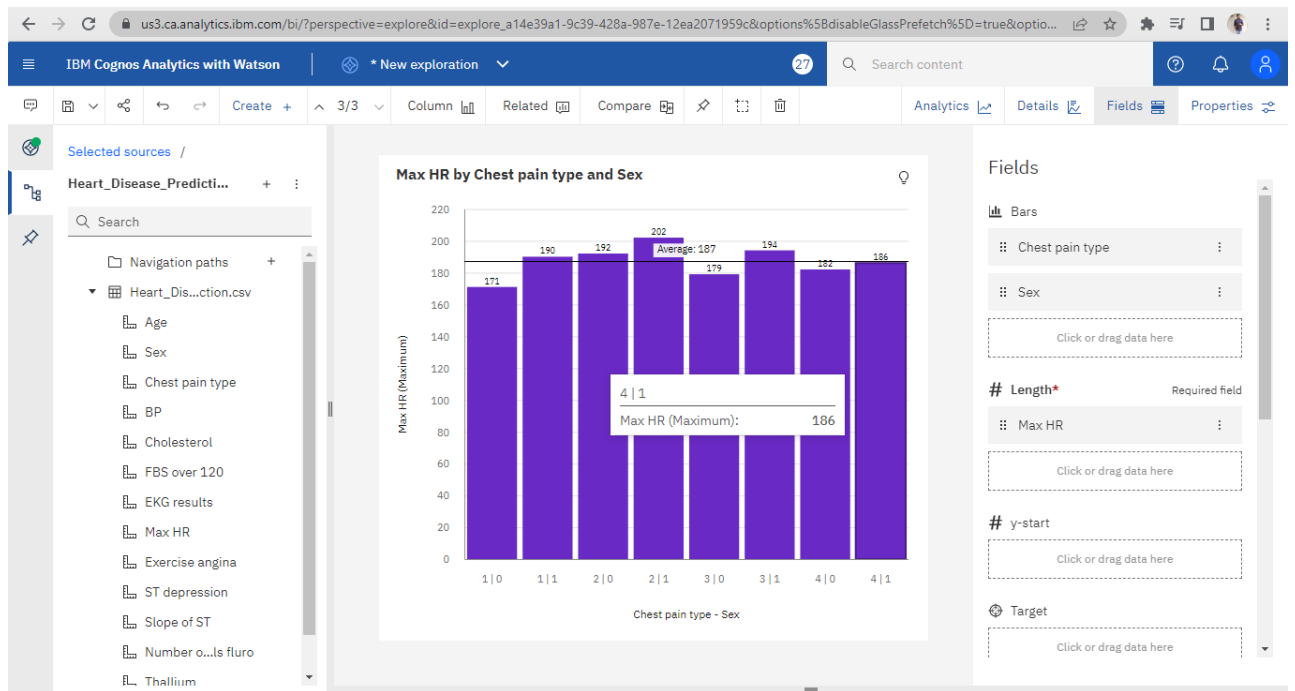 us3.ca.analytics.ibm.com/bi/?perspective=explore&id=explore_a14e39a1-9c39-428a-987e-12ea2071959c&options%5BdisableGlassPrefetch%5D=true&optio...
IBM Cognos Analytics with Watson
* New exploration
27
Search content
Create +
3/3
Column
Related
Compare
Analytics
Details
Fields
Properties
Selected sources /
Heart_Disease_Predicti...
Search
Navigation paths
Heart_Dis...ction.csv
Age
Sex
Chest pain type
BP
Cholesterol
FBS over 120
EKG results
Max HR
Exercise angina
ST depression
Slope of ST
Number o...ls fluro
Thallium
Max HR by Chest pain type and Sex
Max HR (Maximum)
220
200
180
160
140
120
100
80
60
40
20
0
171
190
192
202
179
194
182
186
Average: 187
4 | 1
Max HR (Maximum): 186
1 | 0
1 | 1
2 | 0
2 | 1
3 | 0
3 | 1
4 | 0
4 | 1
Chest pain type - Sex
Fields
Bars
Chest pain type
Sex
Click or drag data here
# Length* Required field
Max HR
Click or drag data here
# y-start
Click or drag data here
Target
Click or drag data here